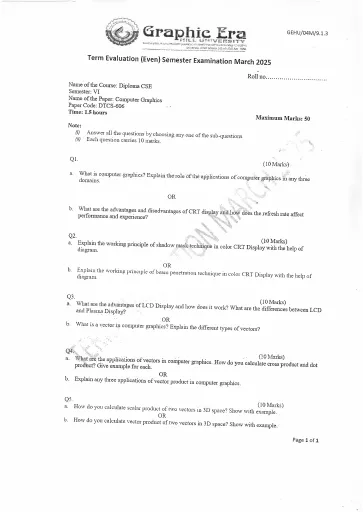 GEHU/04M/9.1.3
Graphic Era
HILL UNIVERSITY
Term Evaluation (Even) Semester Examination March 2025
Roll no..............................
Name of the Course: Diploma CSE
Semester: VI
Name of the Paper: Computer Graphics
Paper Code: DTCS-606
Time: 1.5 hours
Maximum Marks: 50
Note:
(i) Answer all the questions by choosing any one of the sub-questions
(ii) Each question carries 10 marks.
Q1.
(10 Marks)
a. What is computer graphics? Explain the role of the applications of computer graphics in any three
domains.
OR
b. What are the advantages and disadvantages of CRT display and how does the refresh rate affect
performance and experience?
Q2.
(10 Marks)
a. Explain the working principle of shadow mask technique in color CRT Display with the help of
diagram.
OR
b. Explain the working principle of beam penetration technique in color CRT Display with the help of
diagram
Q3.
(10 Marks)
a. What are the advantages of LCD Display and how does it work? What are the differences between LCD
and Plasma Display?
OR
b. What is a vector in computer graphics? Explain the different types of vectors?
Q4.
(10 Marks)
a. What are the applications of vectors in computer graphics. How do you calculate cross product and dot
product? Give example for each.
OR
b. Explain any three applications of vector product in computer graphics.
Q5.
(10 Marks)
a. How do you calculate scalar product of two vectors in 3D space? Show with example.
OR
b. How do you calculate vector product of two vectors in 3D space? Show with example.
Page 1 of 1